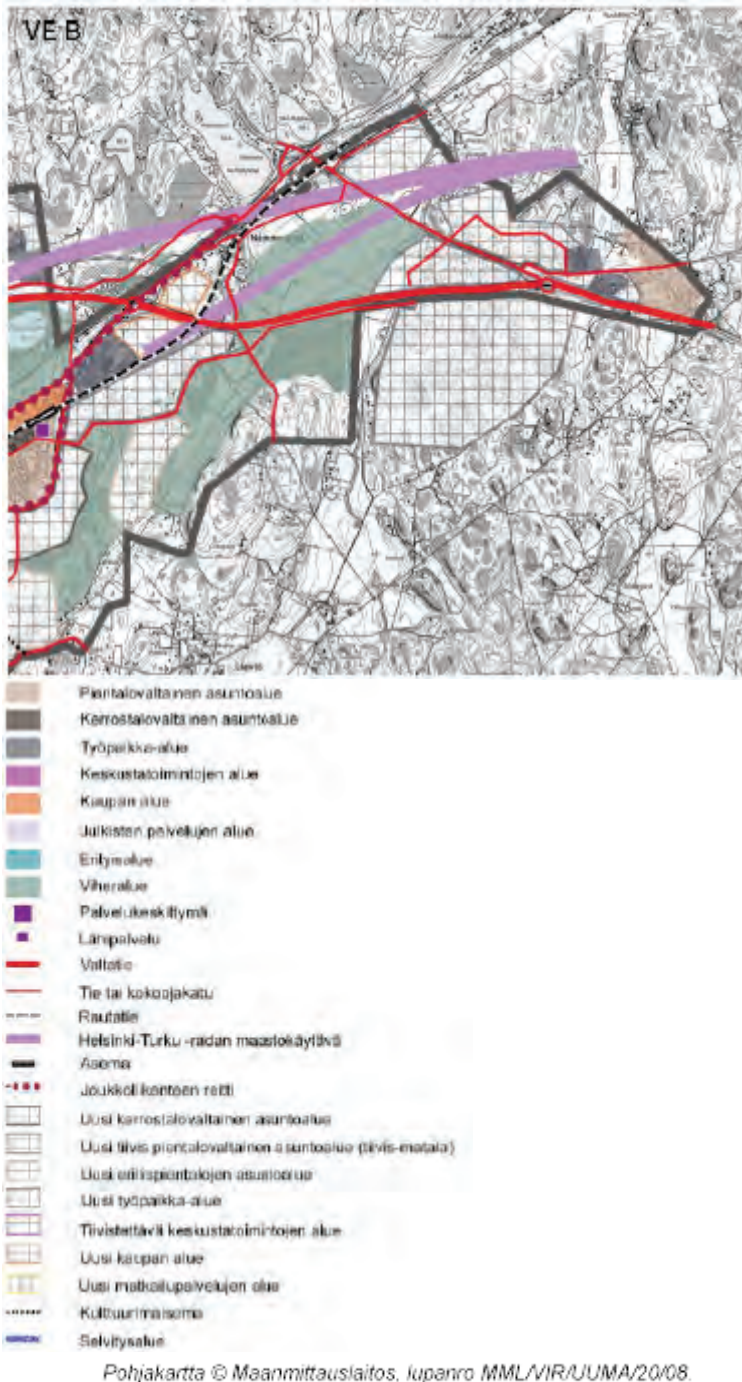 VE B
Pientalovaltainen asuntoalue
Kerrostalovaltainen asuntoalue
Työpaikka-alue
Keskustatoimintojen alue
Kaupan alue
Julkisten palvelujen alue
Erityisalue
Viheralue
Palvelukeskittymä
Lähipalvelu
Valtatie
Tie tai kokoojakatu
Rautatie
Helsinki-Turku -radan maastokäytävä
Asema
Joukkoliikenteen reitti
Uusi kerrostalovaltainen asuntoalue
Uusi tiivis pientalovaltainen asuntoalue (tiivis-matala)
Uusi erillispientalojen asuntoalue
Uusi työpaikka-alue
Tiivistettävä keskustatoimintojen alue
Uusi kaupan alue
Uusi matkailupalvelujen alue
Kulttuurimaisema
Selvitysalue
Pohjakartta © Maanmittauslaitos, lupanro MML/VIR/UUMA/20/08.